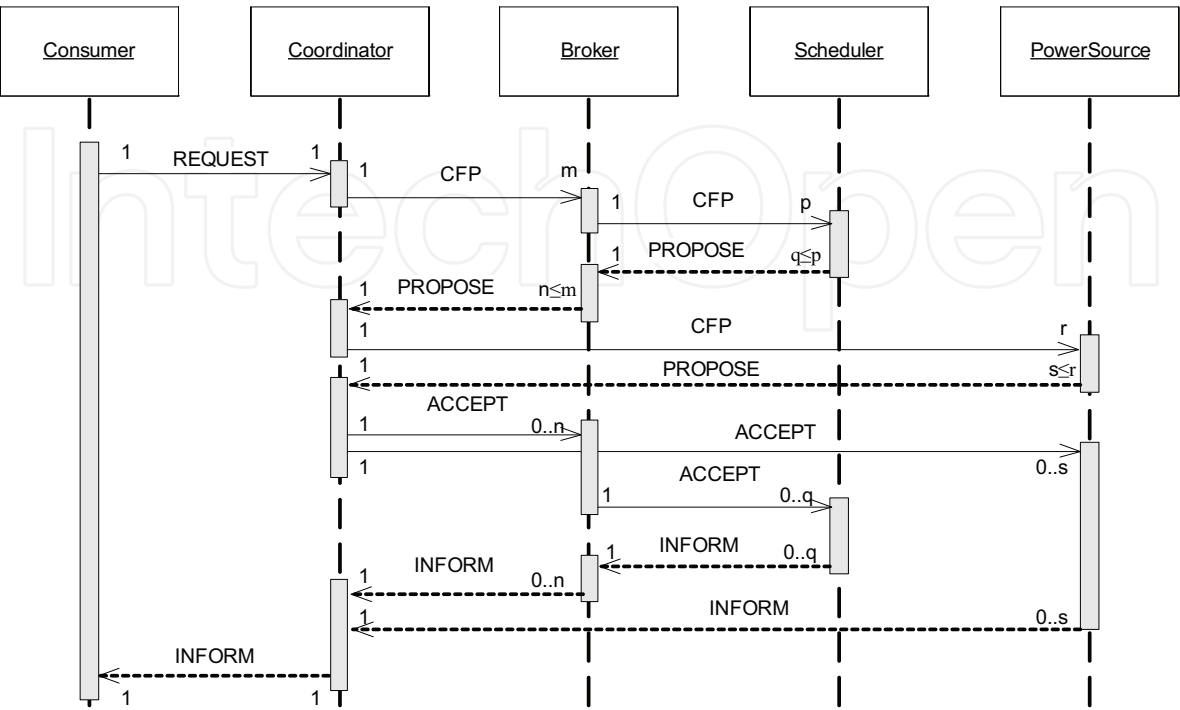 Consumer Coordinator Broker Scheduler PowerSource
IntechOpen
1 REQUEST 1
1 CFP m
1 CFP p
1 PROPOSE q≤p
1 PROPOSE n≤m
1 CFP r
1 PROPOSE s≤r
1 ACCEPT 0..n
1 ACCEPT 0..s
1 ACCEPT 0..q
1 INFORM 0..q
1 INFORM 0..n
1 INFORM 0..s
1 INFORM 1